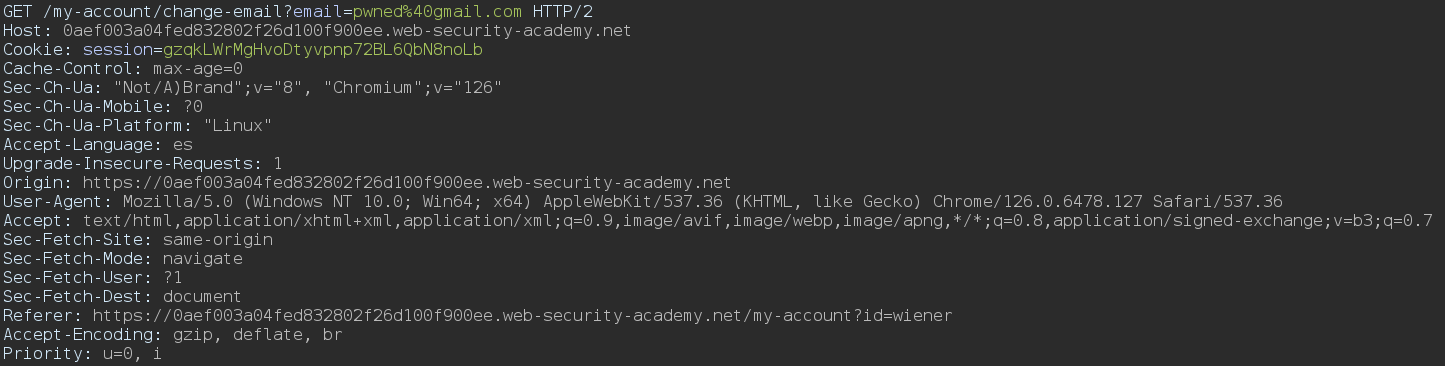 GET /my-account/change-email?email=pwned%40gmail.com HTTP/2
Host: 0aef003a04fed832802f26d100f900ee.web-security-academy.net
Cookie: session=gzqkLWrMgHvoDtyvpnp72BL6QbN8noLb
Cache-Control: max-age=0
Sec-Ch-Ua: "Not/A)Brand";v="8", "Chromium";v="126"
Sec-Ch-Ua-Mobile: ?0
Sec-Ch-Ua-Platform: "Linux"
Accept-Language: es
Upgrade-Insecure-Requests: 1
Origin: https://0aef003a04fed832802f26d100f900ee.web-security-academy.net
User-Agent: Mozilla/5.0 (Windows NT 10.0; Win64; x64) AppleWebKit/537.36 (KHTML, like Gecko) Chrome/126.0.6478.127 Safari/537.36
Accept: text/html,application/xhtml+xml,application/xml;q=0.9,image/avif,image/webp,image/apng,*/*;q=0.8,application/signed-exchange;v=b3;q=0.7
Sec-Fetch-Site: same-origin
Sec-Fetch-Mode: navigate
Sec-Fetch-User: ?1
Sec-Fetch-Dest: document
Referer: https://0aef003a04fed832802f26d100f900ee.web-security-academy.net/my-account?id=wiener
Accept-Encoding: gzip, deflate, br
Priority: u=0, i